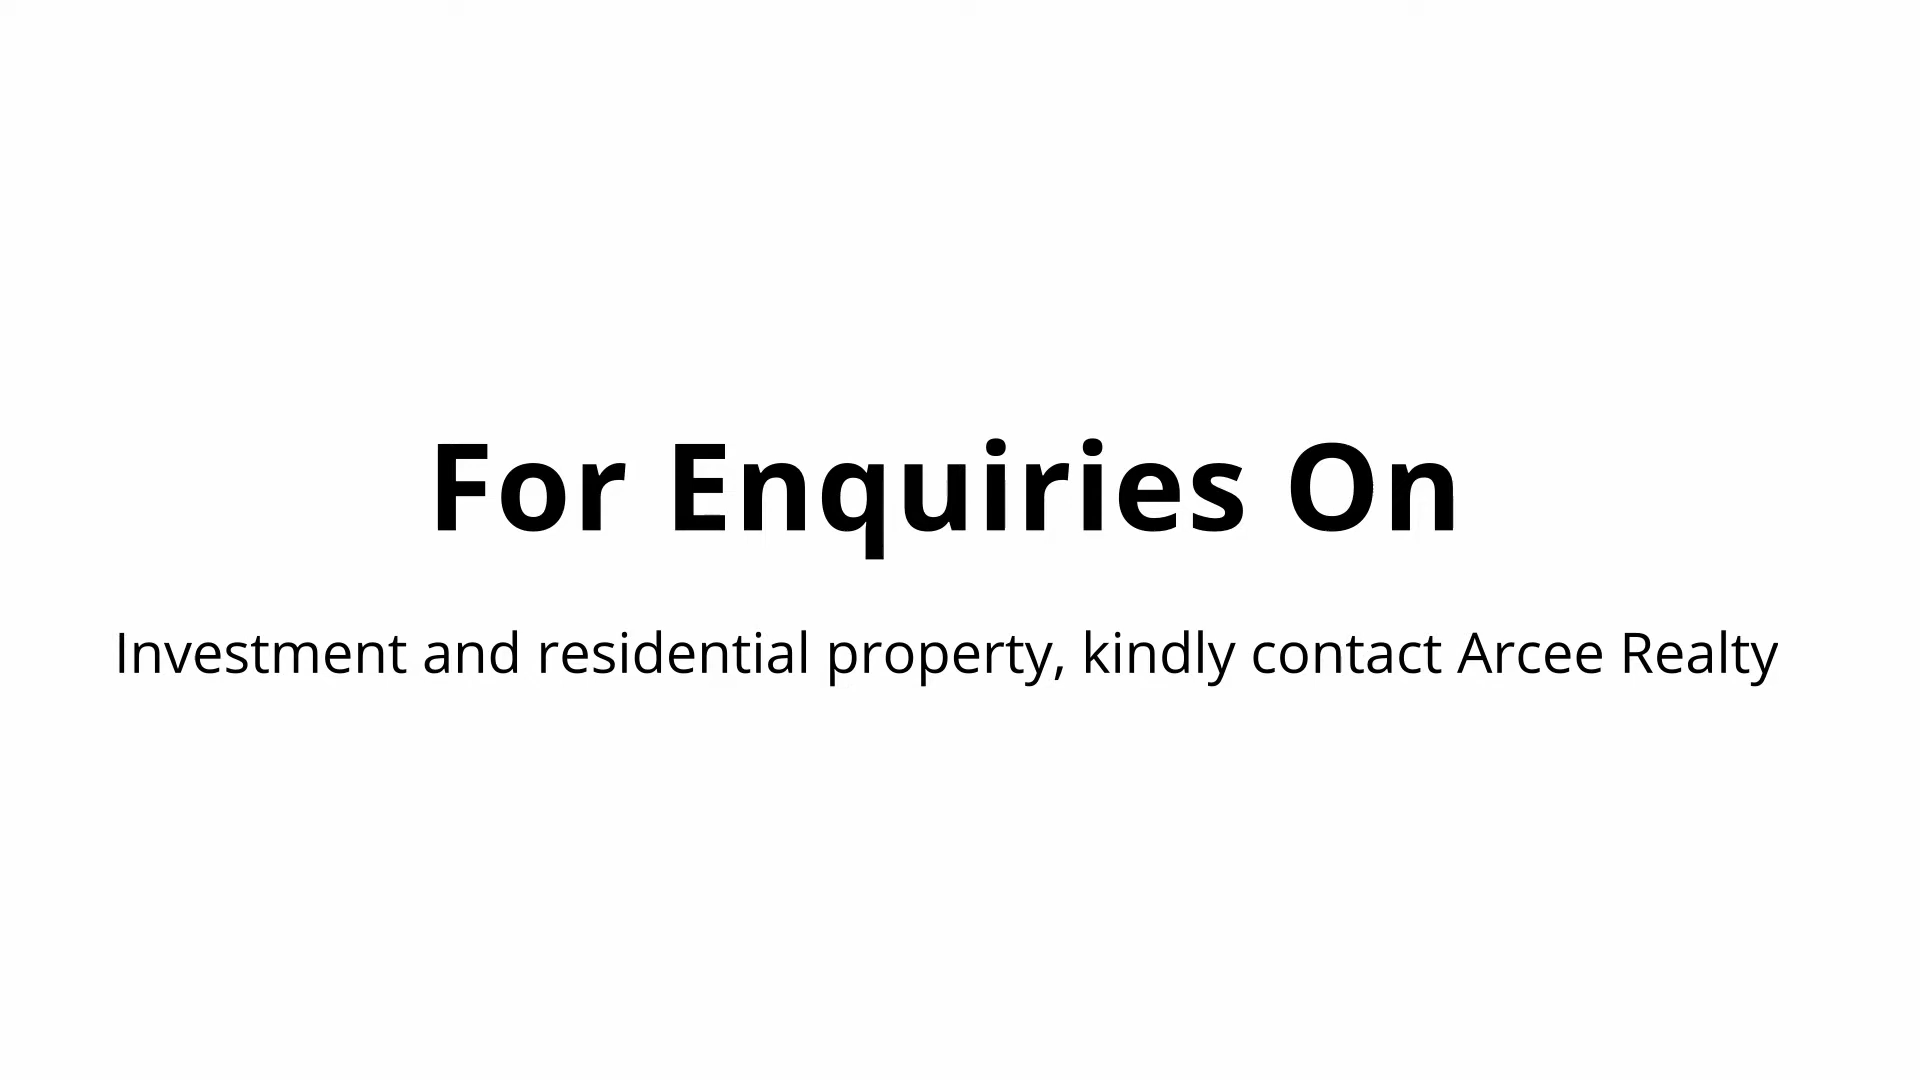 For Enquiries On
Investment and residential property, kindly contact Arcee Realty